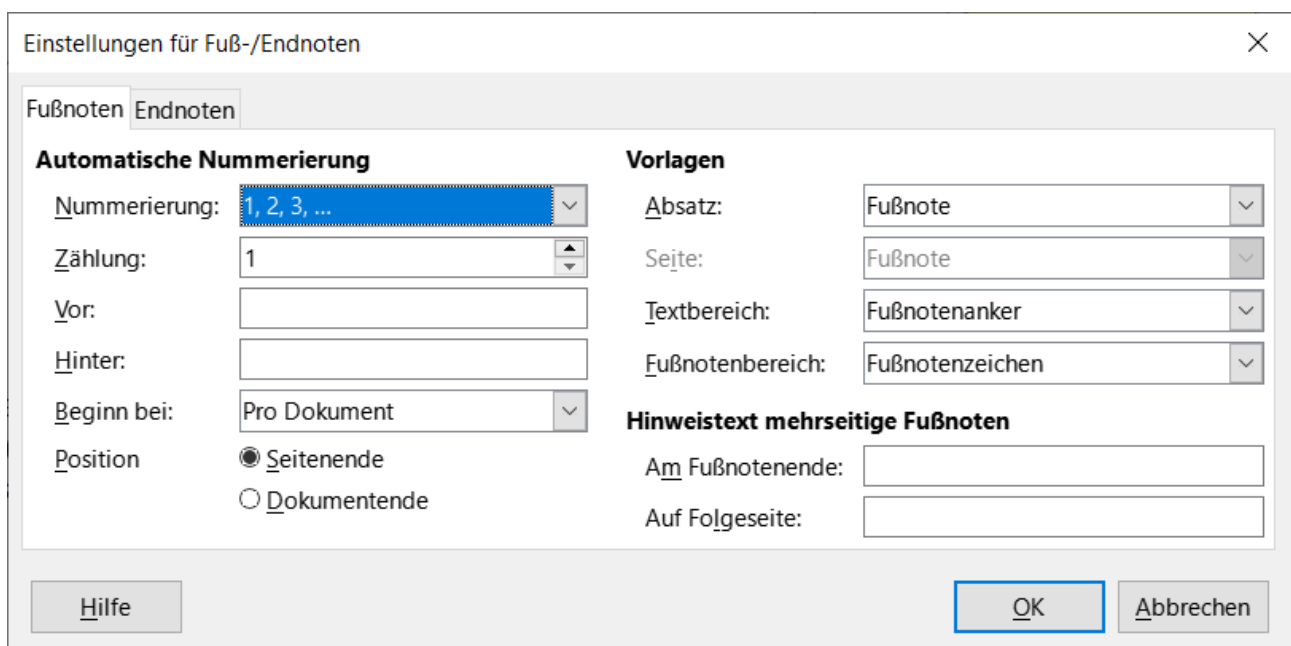 Einstellungen für Fuß-/Endnoten
Fußnoten Endnoten
Automatische Nummerierung
Nummerierung: 1, 2, 3, ...
Zählung: 1
Vor:
Hinter:
Beginn bei: Pro Dokument
Position Seitenende
Dokumentende
Vorlagen
Absatz: Fußnote
Seite: Fußnote
Textbereich: Fußnotenanker
Fußnotenbereich: Fußnotenzeichen
Hinweistext mehrseitige Fußnoten
Am Fußnotenende:
Auf Folgeseite:
Hilfe OK Abbrechen